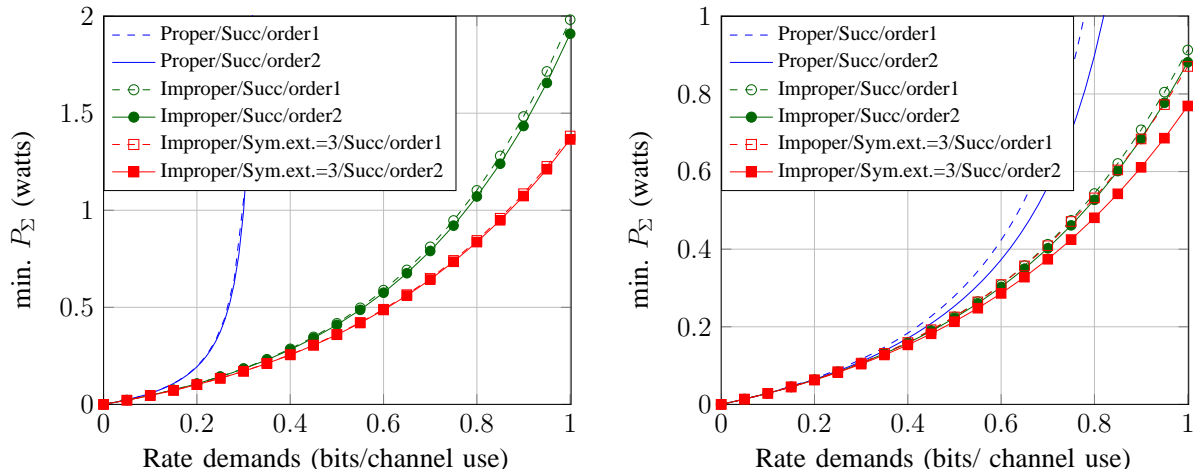 2
1.5
1
0.5
0
0
0.2
0.4
0.6
0.8
1
min. P_Σ (watts)
Rate demands (bits/channel use)
Proper/Succ/order1
Proper/Succ/order2
Improper/Succ/order1
Improper/Succ/order2
Improper/Sym.ext.=3/Succ/order1
Improper/Sym.ext.=3/Succ/order2
1
0.8
0.6
0.4
0.2
0
0
0.2
0.4
0.6
0.8
1
min. P_Σ (watts)
Rate demands (bits/ channel use)
Proper/Succ/order1
Proper/Succ/order2
Improper/Succ/order1
Improper/Succ/order2
Improper/Sym.ext.=3/Succ/order1
Improper/Sym.ext.=3/Succ/order2